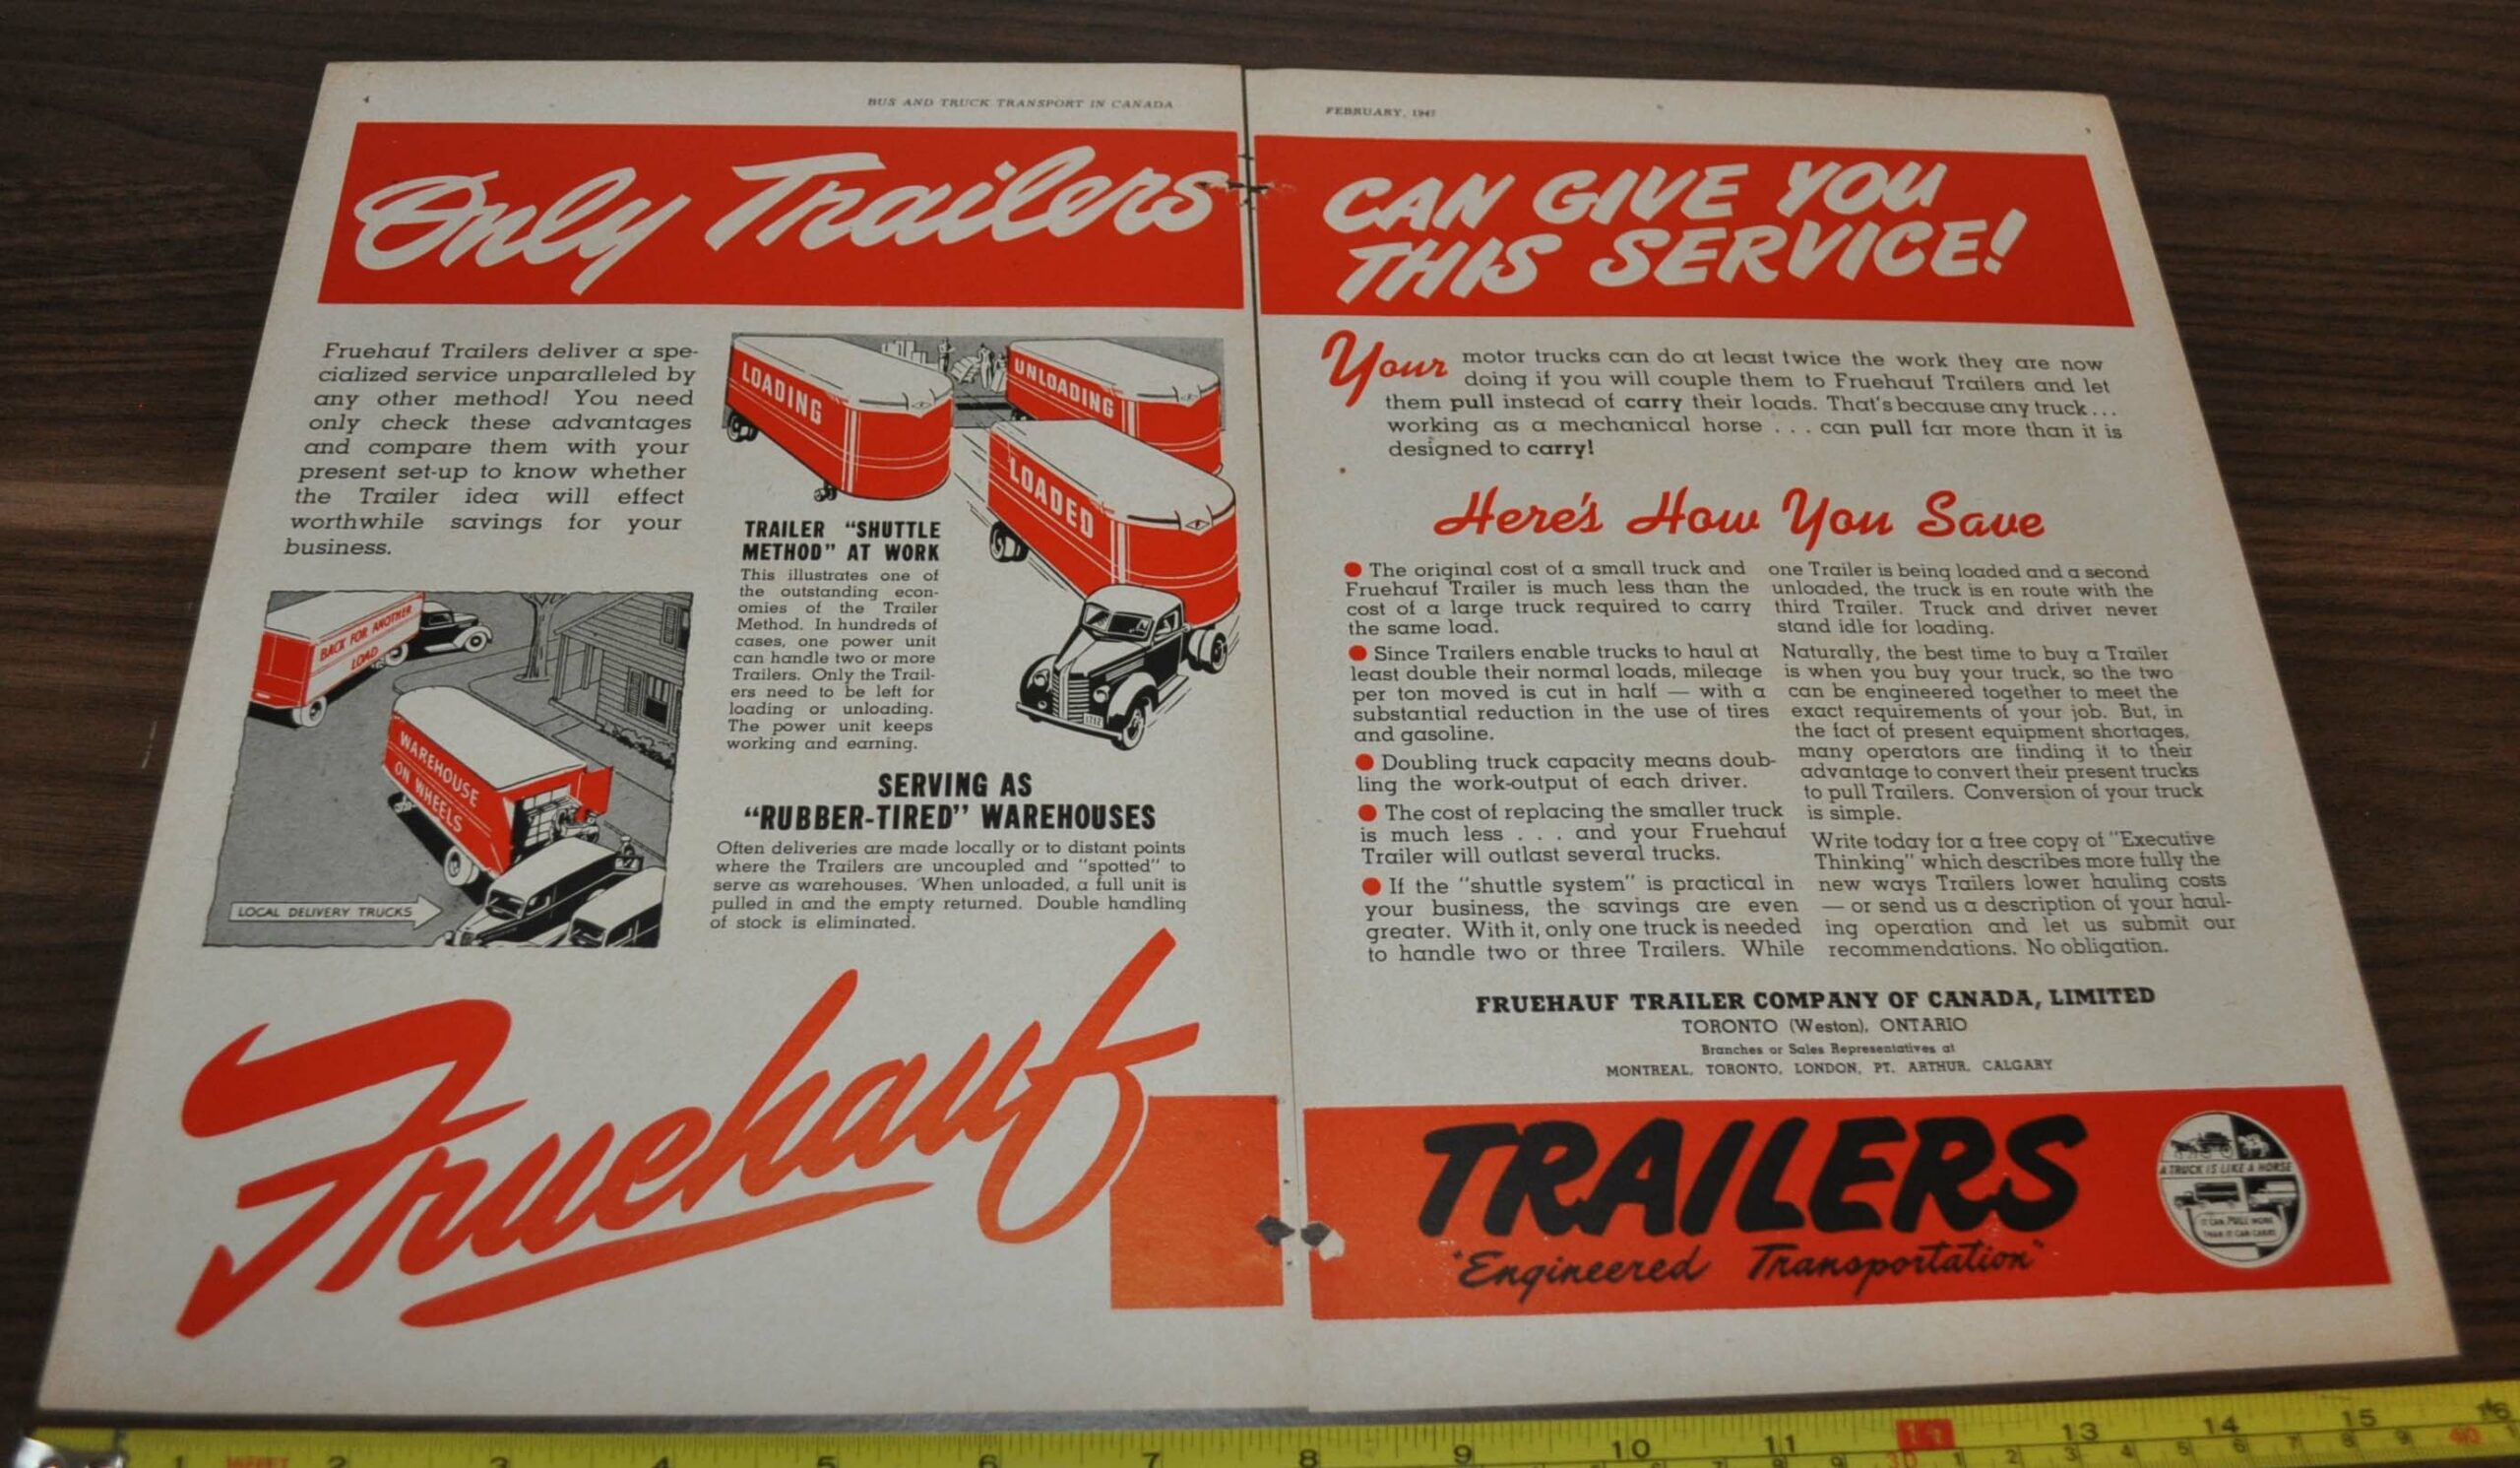 4
BUS AND TRUCK TRANSPORT IN CANADA
Only Trailers
Fruehauf Trailers deliver a spe-
cialized service unparalleled by
any other method! You need
only check these advantages
and compare them with your
present set-up to know whether
the Trailer idea will effect
worthwhile savings for your
business.
LOADING
UNLOADING
LOADED
TRAILER "SHUTTLE
METHOD" AT WORK
This illustrates one of
the outstanding econ-
omies of the Trailer
Method. In hundreds of
cases, one power unit
can handle two or more
Trailers. Only the Trail-
ers need to be left for
loading or unloading.
The power unit keeps
working and earning.
BACK FOR ANOTHER
LOAD
WAREHOUSE
ON WHEELS
LOCAL DELIVERY TRUCKS
SERVING AS
"RUBBER-TIRED" WAREHOUSES
Often deliveries are made locally or to distant points
where the Trailers are uncoupled and "spotted" to
serve as warehouses. When unloaded, a full unit is
pulled in and the empty returned. Double handling
of stock is eliminated.
Fruehauf
FEBRUARY, 1947
CAN GIVE YOU
THIS SERVICE!
Your motor trucks can do at least twice the work they are now
doing if you will couple them to Fruehauf Trailers and let
them pull instead of carry their loads. That's because any truck...
working as a mechanical horse . . . can pull far more than it is
designed to carry!
Here's How You Save
● The original cost of a small truck and
Fruehauf Trailer is much less than the
cost of a large truck required to carry
the same load.
● Since Trailers enable trucks to haul at
least double their normal loads, mileage
per ton moved is cut in half — with a
substantial reduction in the use of tires
and gasoline.
● Doubling truck capacity means doub-
ling the work-output of each driver.
● The cost of replacing the smaller truck
is much less . . . and your Fruehauf
Trailer will outlast several trucks.
● If the "shuttle system" is practical in
your business, the savings are even
greater. With it, only one truck is needed
to handle two or three Trailers. While
one Trailer is being loaded and a second
unloaded, the truck is en route with the
third Trailer. Truck and driver never
stand idle for loading.
Naturally, the best time to buy a Trailer
is when you buy your truck, so the two
can be engineered together to meet the
exact requirements of your job. But, in
the fact of present equipment shortages,
many operators are finding it to their
advantage to convert their present trucks
to pull Trailers. Conversion of your truck
is simple.
Write today for a free copy of "Executive
Thinking" which describes more fully the
new ways Trailers lower hauling costs
— or send us a description of your haul-
ing operation and let us submit our
recommendations. No obligation.
FRUEHAUF TRAILER COMPANY OF CANADA, LIMITED
TORONTO (Weston), ONTARIO
Branches or Sales Representatives at
MONTREAL, TORONTO, LONDON, PT. ARTHUR, CALGARY
TRAILERS
"Engineered Transportation"
A TRUCK IS LIKE A HORSE
IT CAN PULL MORE
THAN IT CAN CARRY
1 2 3 4 5 6 7 8 9 10 11 13 14 15